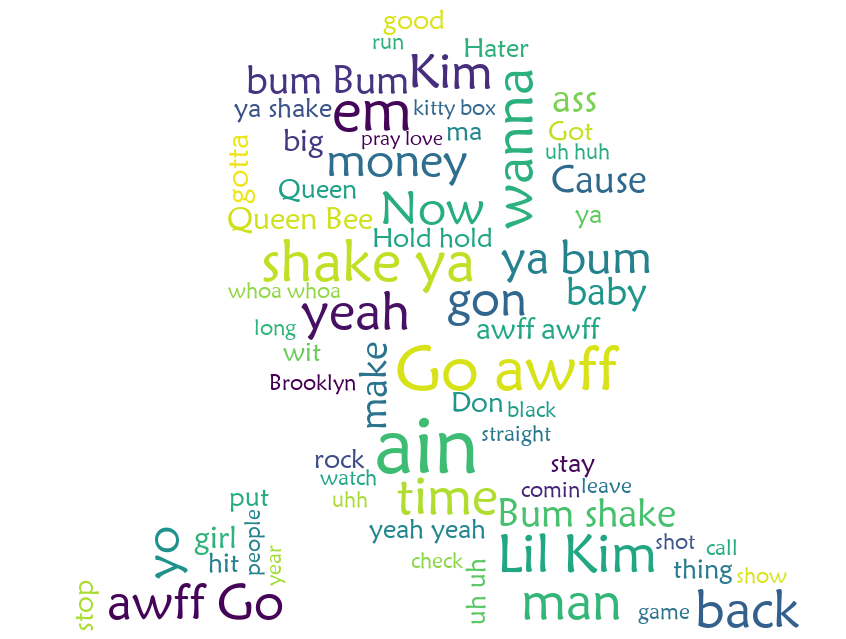 good
run
Hater
bum Bum
Kim
wanna
ya shake
em
kitty box
ass
big
pray love
ma
Got
gotta
money
uh huh
Queen
Cause
Queen Bee
Now
ya
Hold hold
shake ya
ya bum
whoa whoa
yeah
gon
baby
long
awff awff
wit
make
Go awff
Brooklyn
Don
black
ain
straight
rock
stay
watch
comin
leave
put
uhh
time
Bum shake
yo
girl
people
yeah yeah
Lil Kim
shot
call
hit
year
check
thing
show
stop
awff Go
uh uh
man
game
back